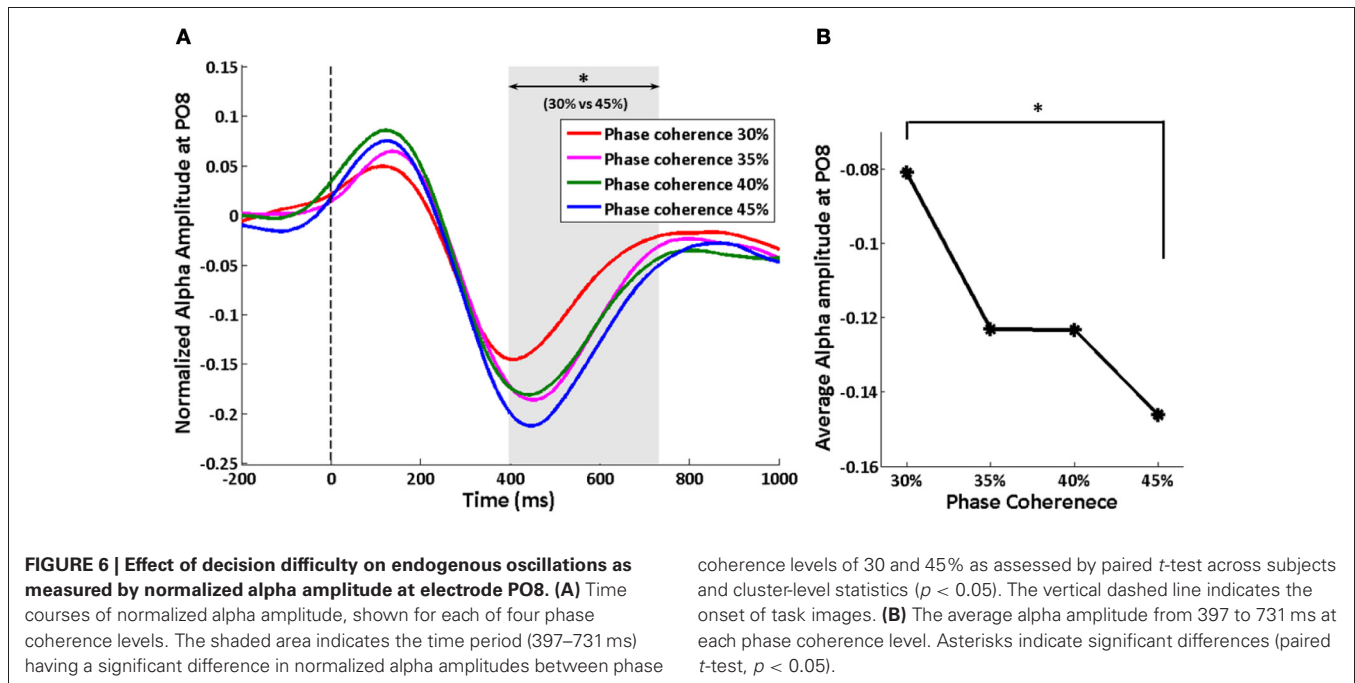 A
0.15
0.1
0.05
0
-0.05
-0.1
-0.15
-0.2
-0.25
Normalized Alpha Amplitude at PO8
*
(30% vs 45%)
Phase coherence 30%
Phase coherence 35%
Phase coherence 40%
Phase coherence 45%
-200
0
200
400
600
800
1000
Time (ms)
B
*
-0.08
-0.1
-0.12
-0.14
-0.16
Average Alpha amplitude at PO8
30%
35%
40%
45%
Phase Coherenece
FIGURE 6 | Effect of decision difficulty on endogenous oscillations as
measured by normalized alpha amplitude at electrode PO8. (A) Time
courses of normalized alpha amplitude, shown for each of four phase
coherence levels. The shaded area indicates the time period (397–731 ms)
having a significant difference in normalized alpha amplitudes between phase
coherence levels of 30 and 45% as assessed by paired t-test across subjects
and cluster-level statistics (p < 0.05). The vertical dashed line indicates the
onset of task images. (B) The average alpha amplitude from 397 to 731 ms at
each phase coherence level. Asterisks indicate significant differences (paired
t-test, p < 0.05).